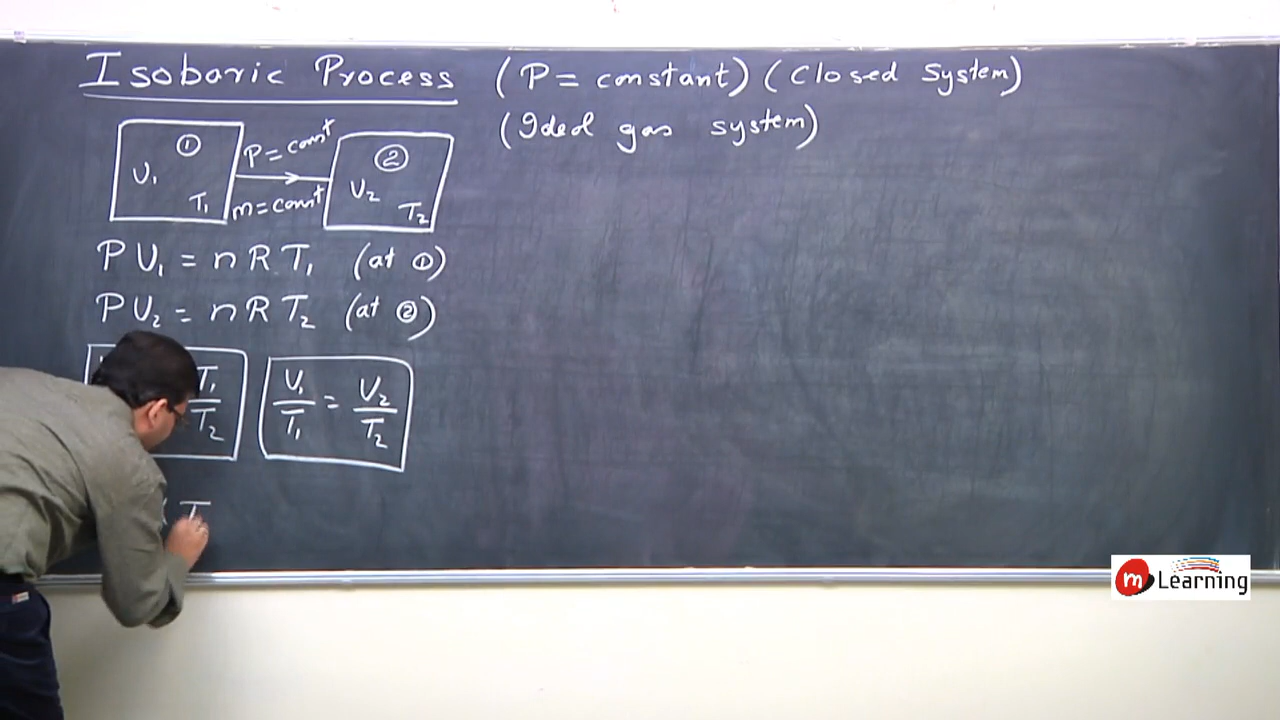 Isobaric Process (P = constant) (Closed System)
(Ideal gas system)
① V₁ T₁ P = const m = const ② V₂ T₂
PV₁ = nRT₁ (at ①)
PV₂ = nRT₂ (at ②)
T₁/T₂ V₁/T₁ = V₂/T₂
T
m Learning